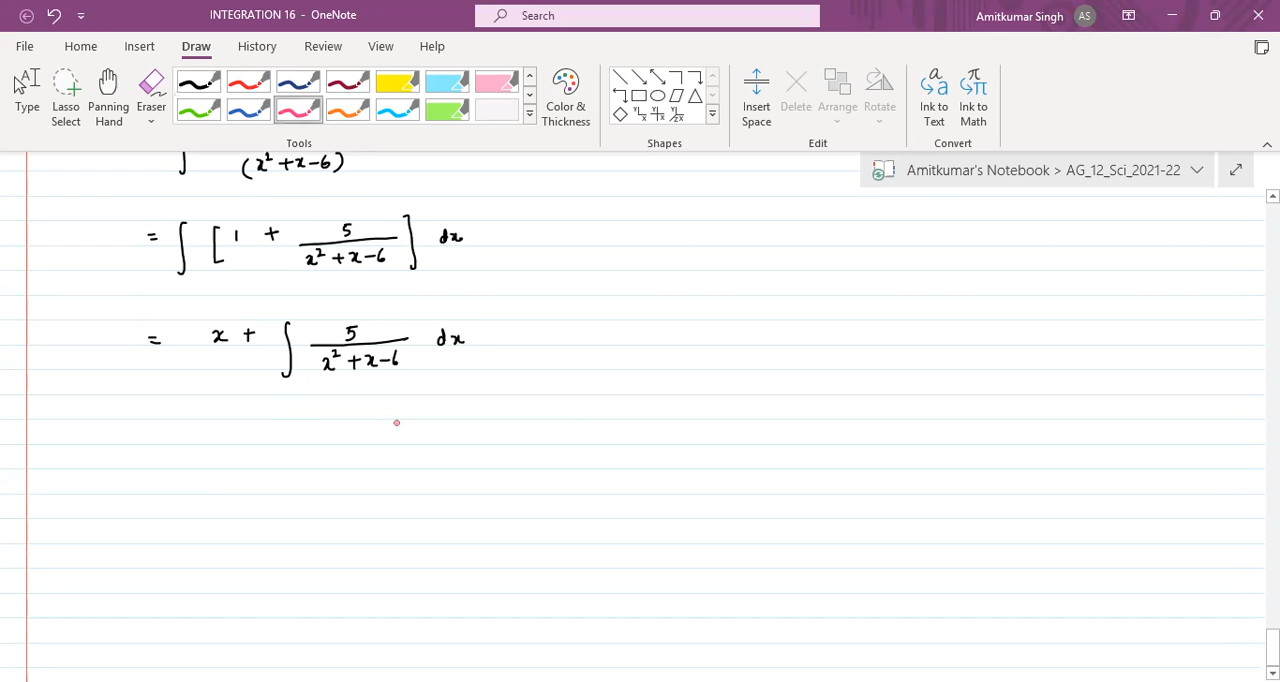 INTEGRATION 16 - OneNote
Search
Amitkumar Singh AS
File Home Insert Draw History Review View Help
Type
Lasso Select
Panning Hand
Eraser
Color & Thickness
Insert Space
Delete
Arrange
Rotate
Ink to Text
Ink to Math
Tools
Shapes
Edit
Convert
Amitkumar's Notebook > AG_12_Sci_2021-22
∫ (x² + x - 6)
= ∫ [ 1 + 5 / (x² + x - 6) ] dx
= x + ∫ 5 / (x² + x - 6) dx